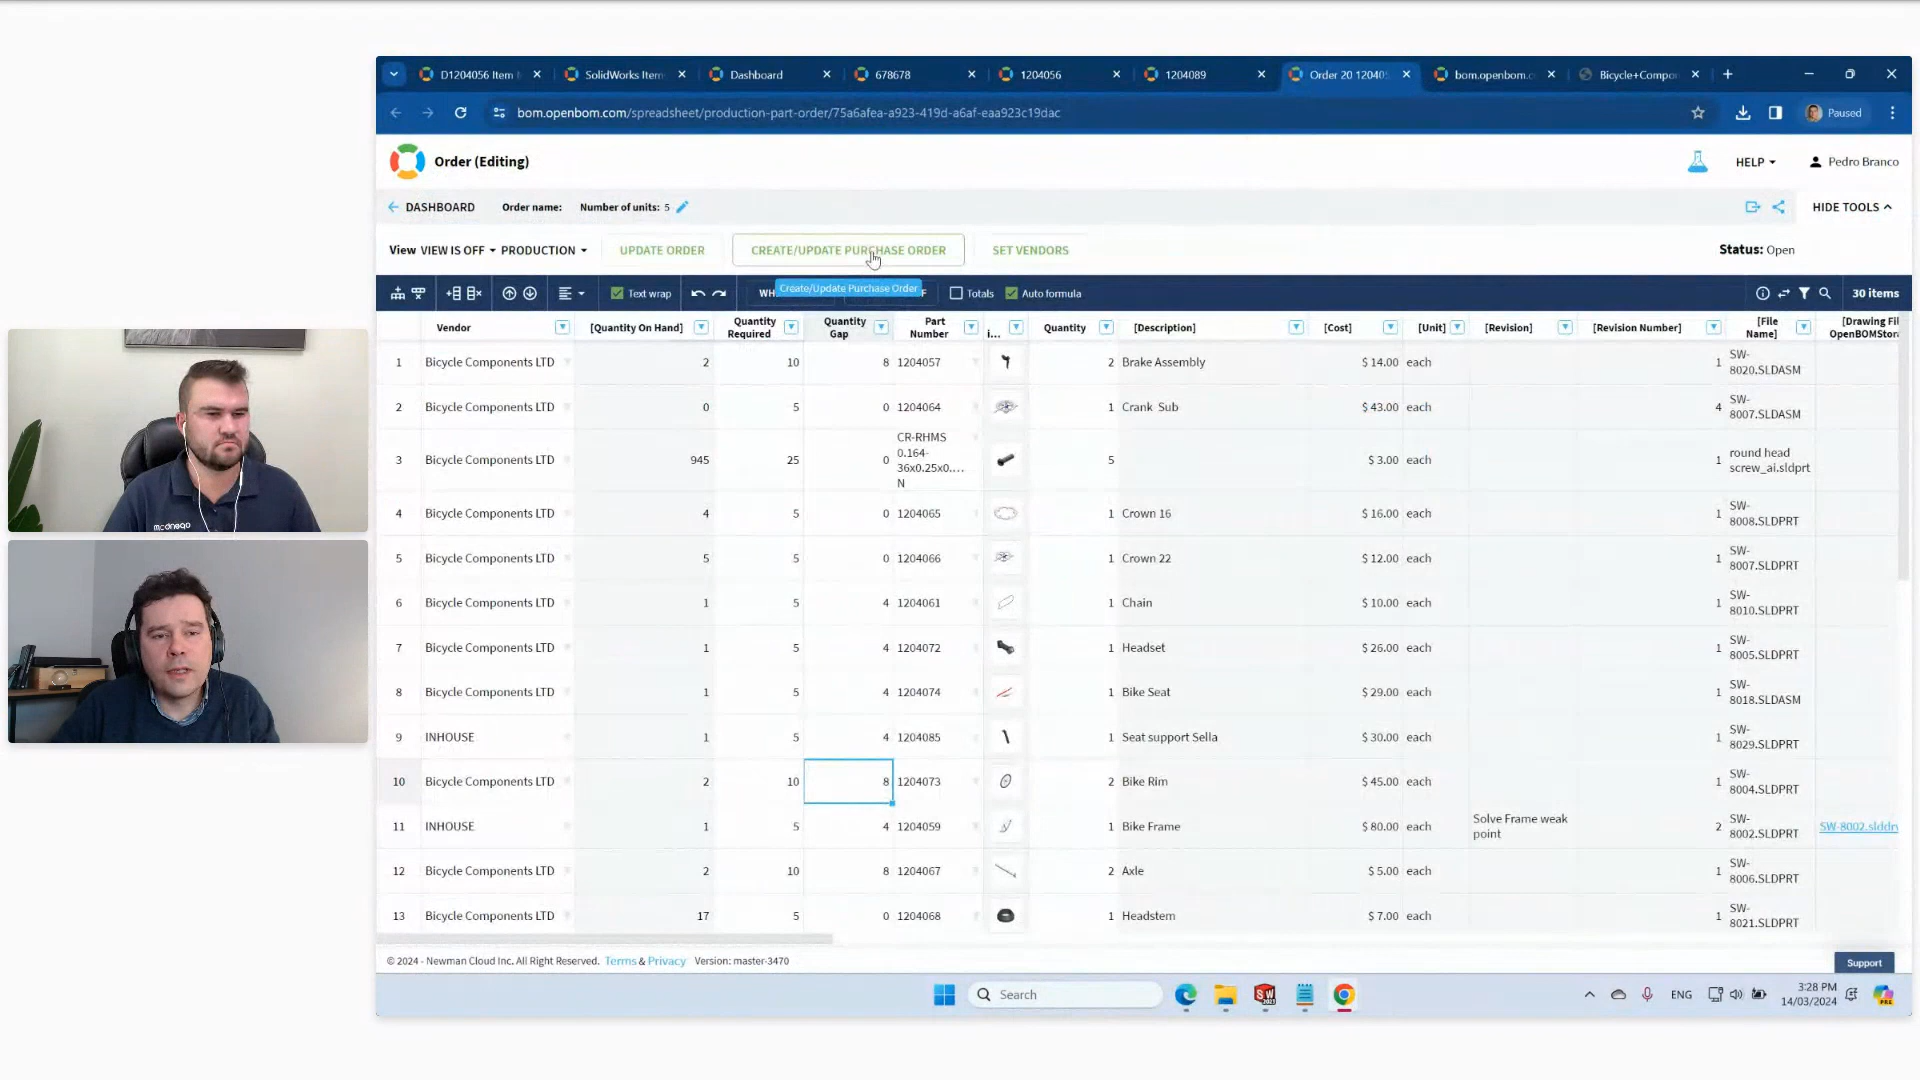 D1204056 Item
SolidWorks Item
Dashboard
678678
1204056
1204089
Order 20 12040
bom.openbom.c
Bicycle+Compo
bom.openbom.com/spreadsheet/production-part-order/75a6afea-a923-419d-a6af-eaa923c19dac
Paused
Order (Editing)
HELP
Pedro Branco
DASHBOARD
Order name:
Number of units: 5
HIDE TOOLS
View VIEW IS OFF
PRODUCTION
UPDATE ORDER
CREATE/UPDATE PURCHASE ORDER
SET VENDORS
Status: Open
Create/Update Purchase Order
Text wrap
WH
F
Totals
Auto formula
30 items
Vendor
[Quantity On Hand]
Quantity Required
Quantity Gap
Part Number
i...
Quantity
[Description]
[Cost]
[Unit]
[Revision]
[Revision Number]
[File Name]
[Drawing Fil
OpenBOMStora
1 Bicycle Components LTD 2 10 8 1204057 2 Brake Assembly $ 14.00 each 1 SW-8020.SLDASM
2 Bicycle Components LTD 0 5 0 1204064 1 Crank Sub $ 43.00 each 4 SW-8007.SLDASM
3 Bicycle Components LTD 945 25 0 CR-RHMS 0.164-36x0.25x0.... N 5 $ 3.00 each 1 round head screw_ai.sldprt
4 Bicycle Components LTD 4 5 0 1204065 1 Crown 16 $ 16.00 each 1 SW-8008.SLDPRT
5 Bicycle Components LTD 5 5 0 1204066 1 Crown 22 $ 12.00 each 1 SW-8007.SLDPRT
6 Bicycle Components LTD 1 5 4 1204061 1 Chain $ 10.00 each 1 SW-8010.SLDPRT
7 Bicycle Components LTD 1 5 4 1204072 1 Headset $ 26.00 each 1 SW-8005.SLDPRT
8 Bicycle Components LTD 1 5 4 1204074 1 Bike Seat $ 29.00 each 1 SW-8018.SLDASM
9 INHOUSE 1 5 4 1204085 1 Seat support Sella $ 30.00 each 1 SW-8029.SLDPRT
10 Bicycle Components LTD 2 10 8 1204073 2 Bike Rim $ 45.00 each 1 SW-8004.SLDPRT
11 INHOUSE 1 5 4 1204059 1 Bike Frame $ 80.00 each Solve Frame weak point 2 SW-8002.SLDPRT SW-8002.slddr
12 Bicycle Components LTD 2 10 8 1204067 2 Axle $ 5.00 each 1 SW-8006.SLDPRT
13 Bicycle Components LTD 17 5 0 1204068 1 Headstem $ 7.00 each 1 SW-8021.SLDPRT
© 2024 - Newman Cloud Inc. All Right Reserved. Terms & Privacy Version: master-3470
Support
Search
SW
2023
ENG
3:28 PM
14/03/2024
PRE